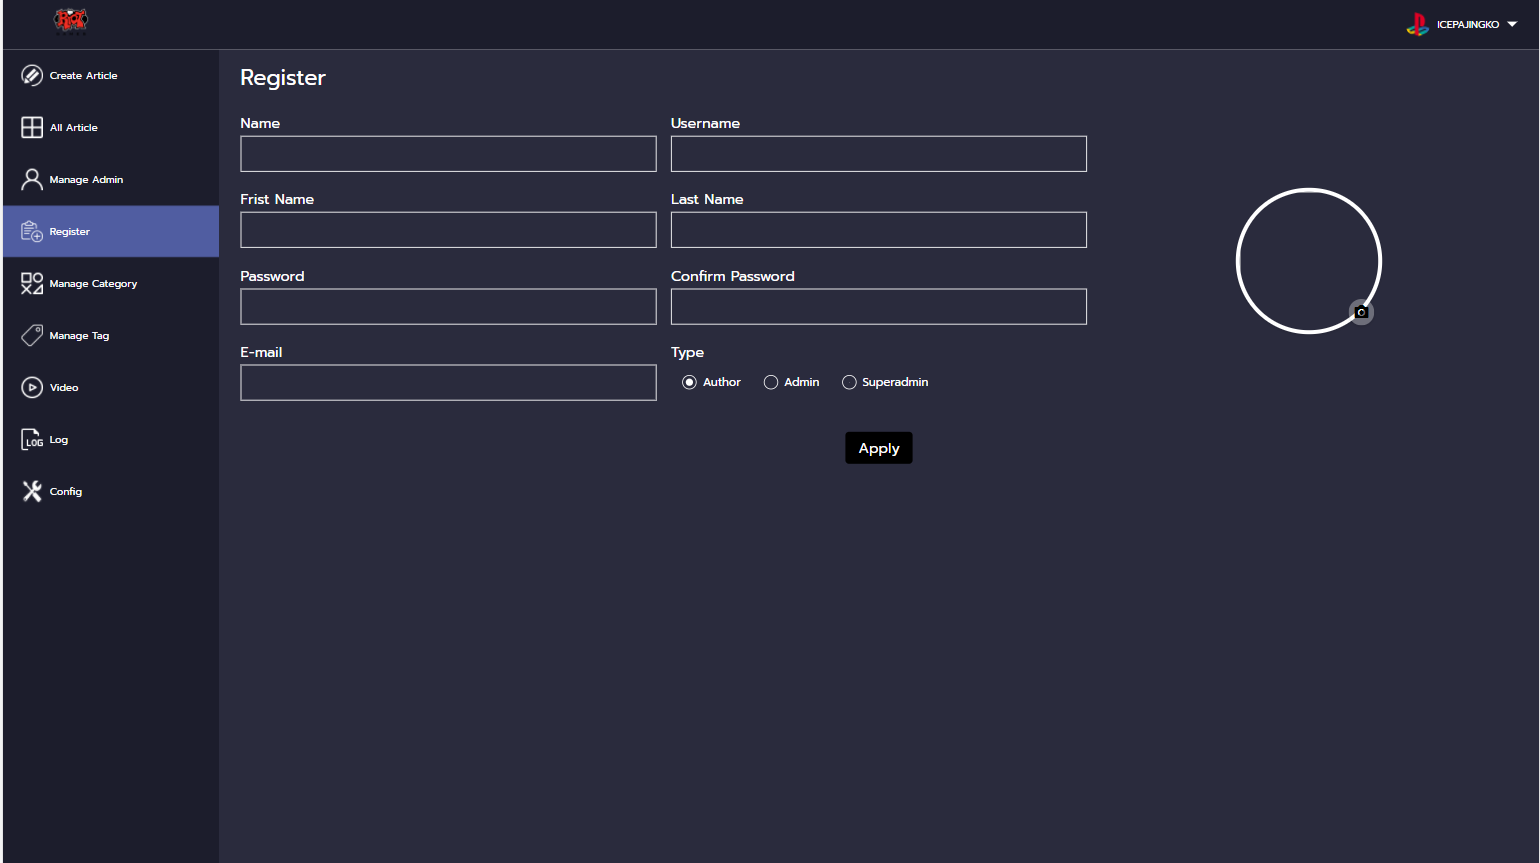 RIOT
ICEPAJINGKO
Create Article
All Article
Manage Admin
Register
Manage Category
Manage Tag
Video
LOG
Log
Config
Register
Name
Username
Frist Name
Last Name
Password
Confirm Password
E-mail
Type
Author
Admin
Superadmin
Apply